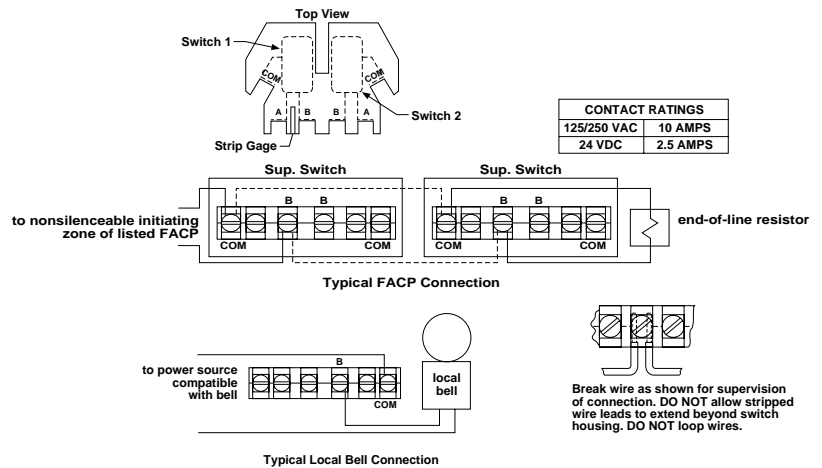 Top View
Switch 1
COM
COM
A
B
B
A
Switch 2
Strip Gage
CONTACT RATINGS
125/250 VAC 10 AMPS
24 VDC 2.5 AMPS
Sup. Switch
Sup. Switch
B B
B B
to nonsilenceable initiating
zone of listed FACP
COM COM
COM COM
end-of-line resistor
Typical FACP Connection
to power source
compatible
with bell
B
COM
local
bell
Typical Local Bell Connection
Break wire as shown for supervision
of connection. DO NOT allow stripped
wire leads to extend beyond switch
housing. DO NOT loop wires.